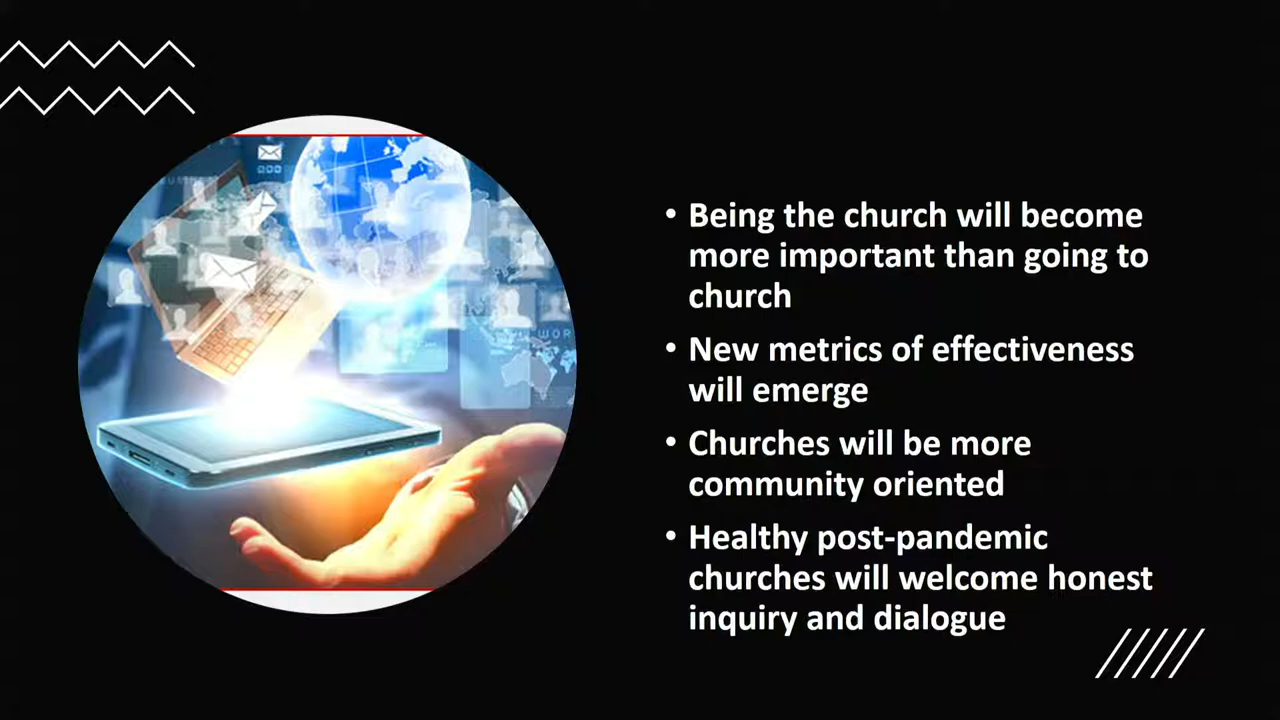 • Being the church will become
more important than going to
church
• New metrics of effectiveness
will emerge
• Churches will be more
community oriented
• Healthy post-pandemic
churches will welcome honest
inquiry and dialogue